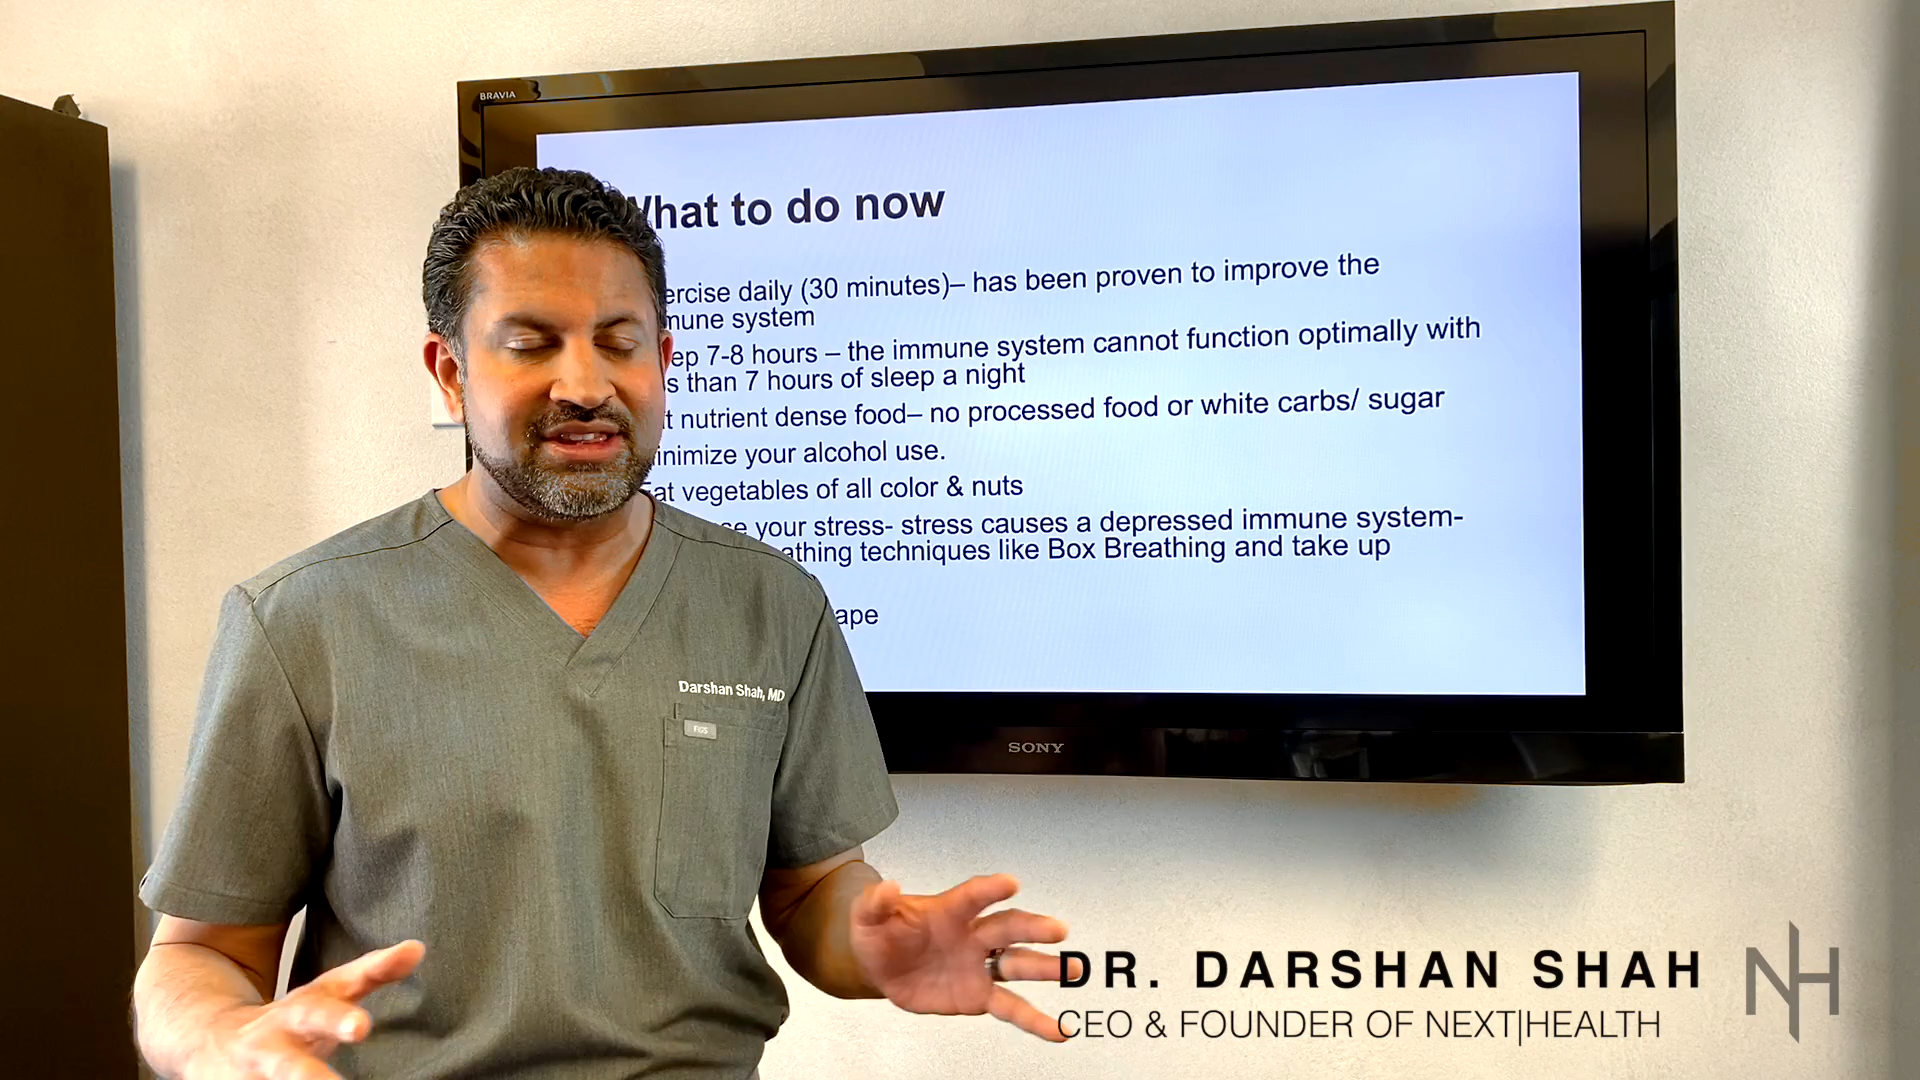 BRAVIA
What to do now
ercise daily (30 minutes)– has been proven to improve the
mune system
ep 7-8 hours – the immune system cannot function optimally with
s than 7 hours of sleep a night
t nutrient dense food– no processed food or white carbs/ sugar
inimize your alcohol use.
Eat vegetables of all color & nuts
se your stress- stress causes a depressed immune system-
athing techniques like Box Breathing and take up
ape
Darshan Shah, MD
FIGS
SONY
DR. DARSHAN SHAH
NH
CEO & FOUNDER OF NEXT|HEALTH